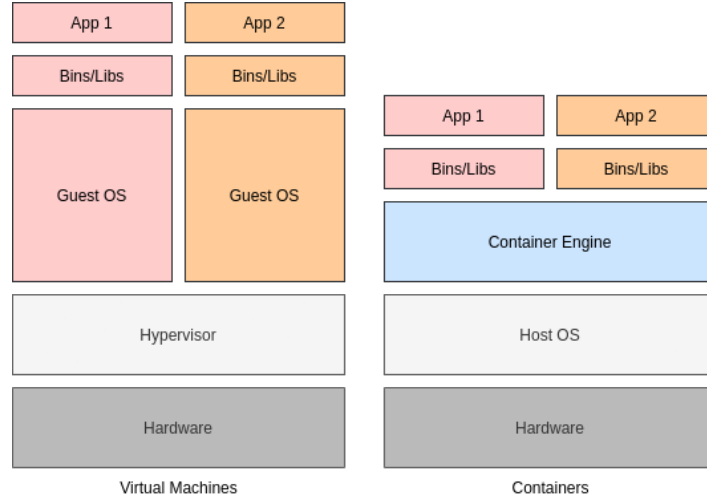 App 1
App 2
Bins/Libs
Bins/Libs
Guest OS
Guest OS
Hypervisor
Hardware
Virtual Machines
App 1
App 2
Bins/Libs
Bins/Libs
Container Engine
Host OS
Hardware
Containers